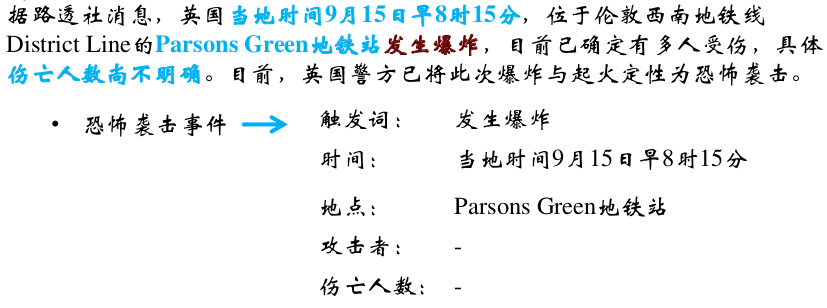 据路透社消息，英国当地时间9月15日早8时15分，位于伦敦西南地铁线
District Line的Parsons Green地铁站发生爆炸，目前已确定有多人受伤，具体
伤亡人数尚不明确。目前，英国警方已将此次爆炸与起火定性为恐怖袭击。
• 恐怖袭击事件
触发词： 发生爆炸
时间： 当地时间9月15日早8时15分
地点： Parsons Green地铁站
攻击者： -
伤亡人数： -